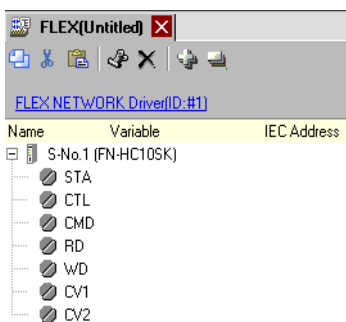 FLEX(Untitled)
FLEX NETWORK Driver(ID:#1)
Name Variable IEC Address
S-No.1 (FN-HC10SK)
STA
CTL
CMD
RD
WD
CV1
CV2